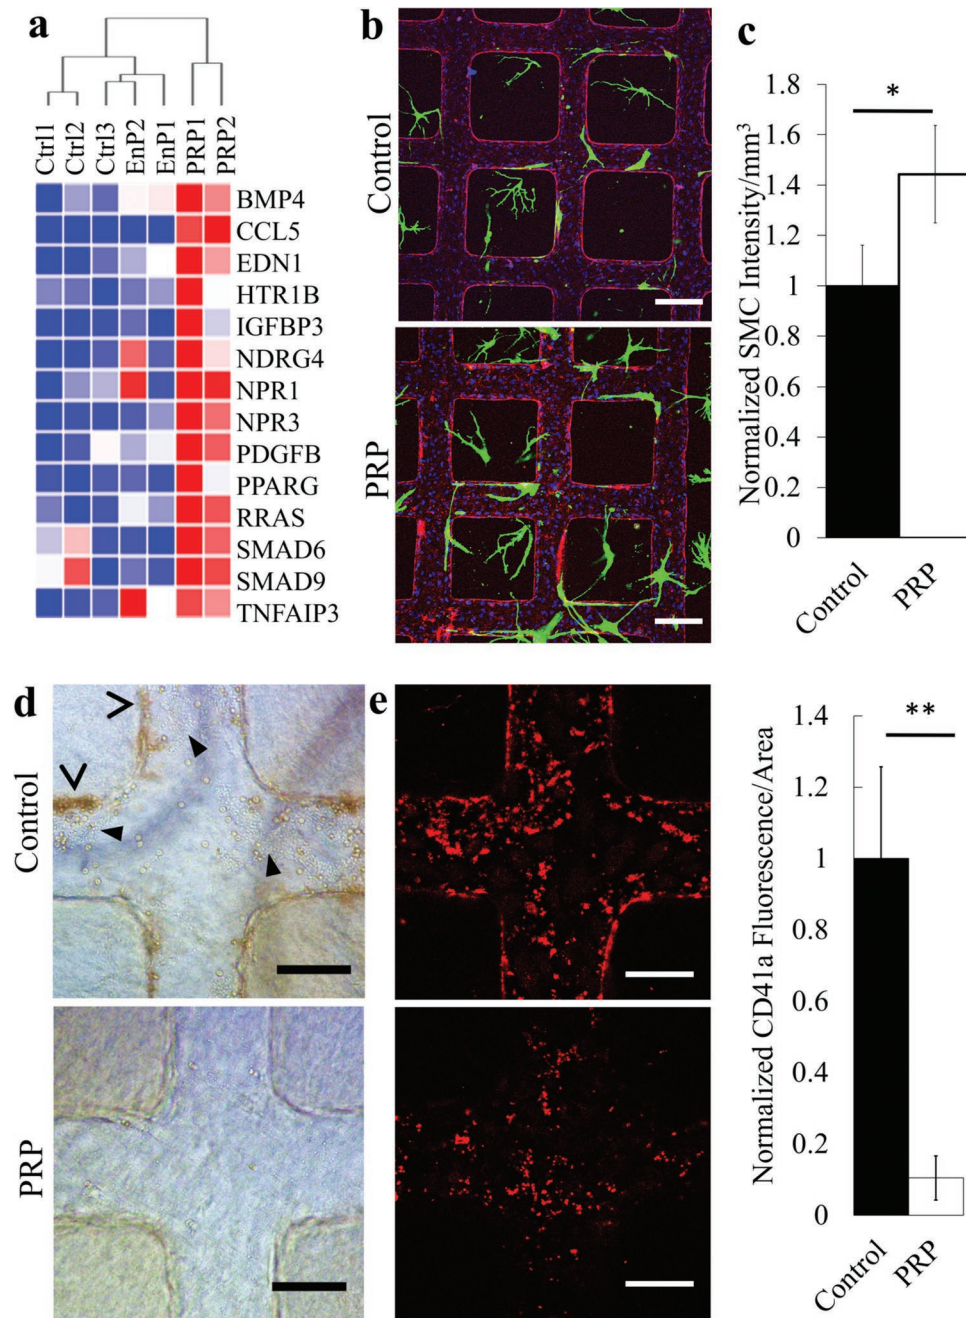 a
Ctrl1
Ctrl2
Ctrl3
EnP2
EnP1
PRP1
PRP2
BMP4
CCL5
EDN1
HTR1B
IGFBP3
NDRG4
NPR1
NPR3
PDGFB
PPARG
RRAS
SMAD6
SMAD9
TNFAIP3
b
Control
PRP
c
Normalized SMC Intensity/mm³
1.8
1.6
1.4
1.2
1
0.8
0.6
0.4
0.2
0
*
Control
PRP
d
Control
PRP
e
Normalized CD41a Fluorescence/Area
1.4
1.2
1
0.8
0.6
0.4
0.2
0
**
Control
PRP